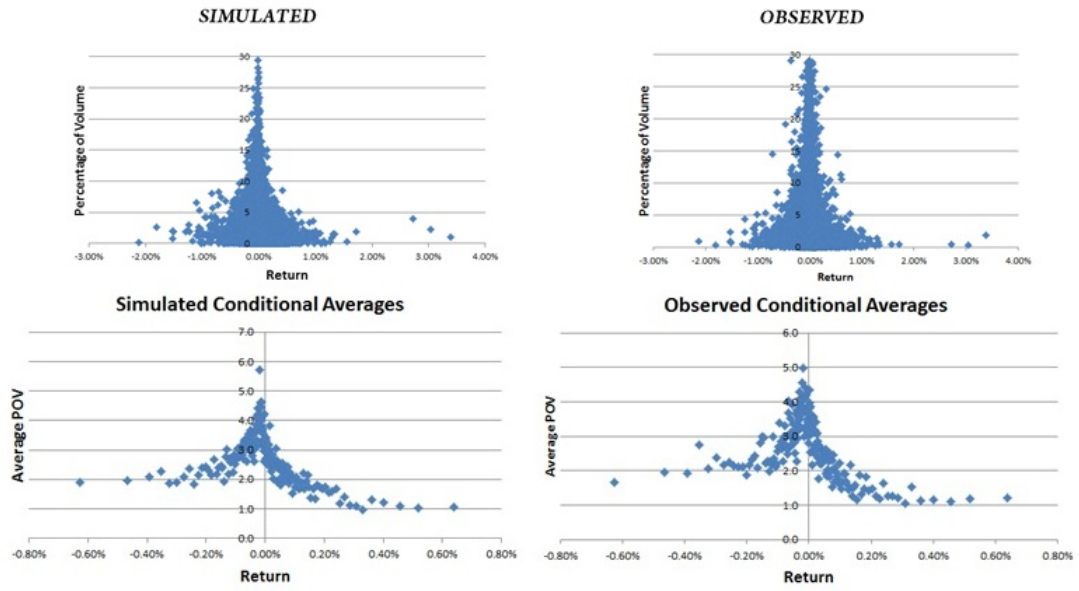 SIMULATED
OBSERVED
30
25
20
15
10
5
0
Percentage of Volume
-3.00% -2.00% -1.00% 0.00% 1.00% 2.00% 3.00% 4.00%
Return
30
25
20
15
10
5
0
Percentage of Volume
-3.00% -2.00% -1.00% 0.00% 1.00% 2.00% 3.00% 4.00%
Return
Simulated Conditional Averages
7.0
6.0
5.0
4.0
3.0
2.0
1.0
0.0
Average POV
-0.80% -0.60% -0.40% -0.20% 0.00% 0.20% 0.40% 0.60% 0.80%
Return
Observed Conditional Averages
6.0
5.0
4.0
3.0
2.0
1.0
0.0
Average POV
-0.80% -0.60% -0.40% -0.20% 0.00% 0.20% 0.40% 0.60% 0.80%
Return